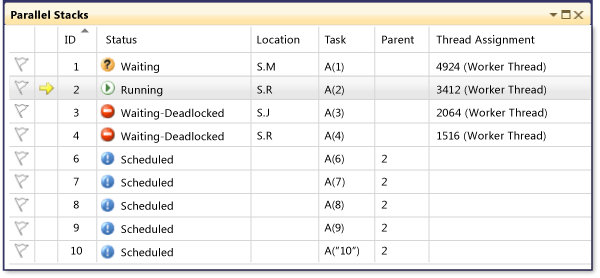 Parallel Stacks
ID Status Location Task Parent Thread Assignment
1 Waiting S.M A(1) 4924 (Worker Thread)
2 Running S.R A(2) 3412 (Worker Thread)
3 Waiting-Deadlocked S.J A(3) 2064 (Worker Thread)
4 Waiting-Deadlocked S.R A(4) 1516 (Worker Thread)
6 Scheduled A(6) 2
7 Scheduled A(7) 2
8 Scheduled A(8) 2
9 Scheduled A(9) 2
10 Scheduled A("10") 2